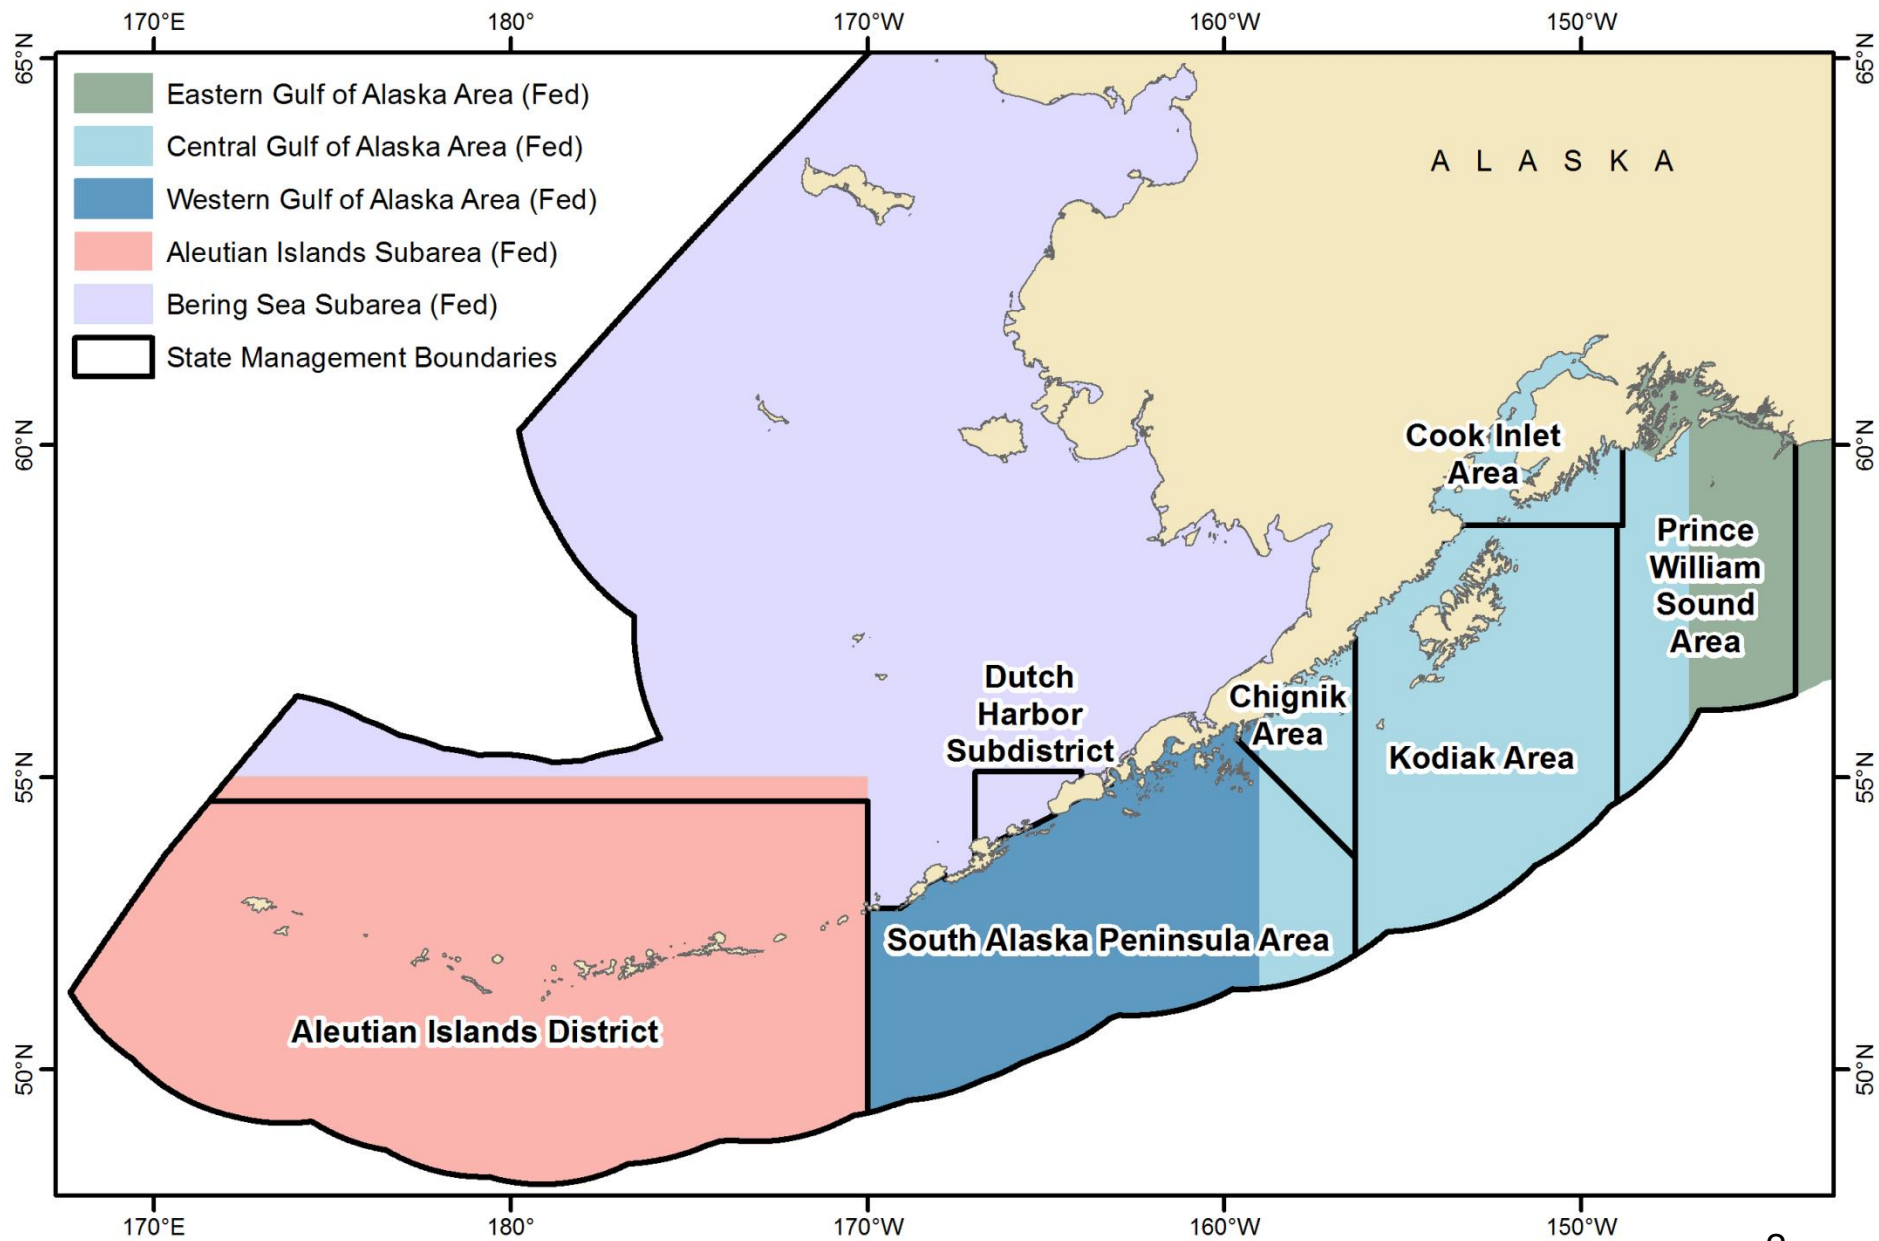 170°E 180° 170°W 160°W 150°W
65°N 65°N
Eastern Gulf of Alaska Area (Fed)
Central Gulf of Alaska Area (Fed)
Western Gulf of Alaska Area (Fed)
Aleutian Islands Subarea (Fed)
Bering Sea Subarea (Fed)
State Management Boundaries
ALASKA
60°N 60°N
Cook Inlet
Area
Prince
William
Sound
Area
Dutch
Harbor
Subdistrict
Chignik
Area
Kodiak Area
55°N 55°N
South Alaska Peninsula Area
Aleutian Islands District
50°N 50°N
170°E 180° 170°W 160°W 150°W